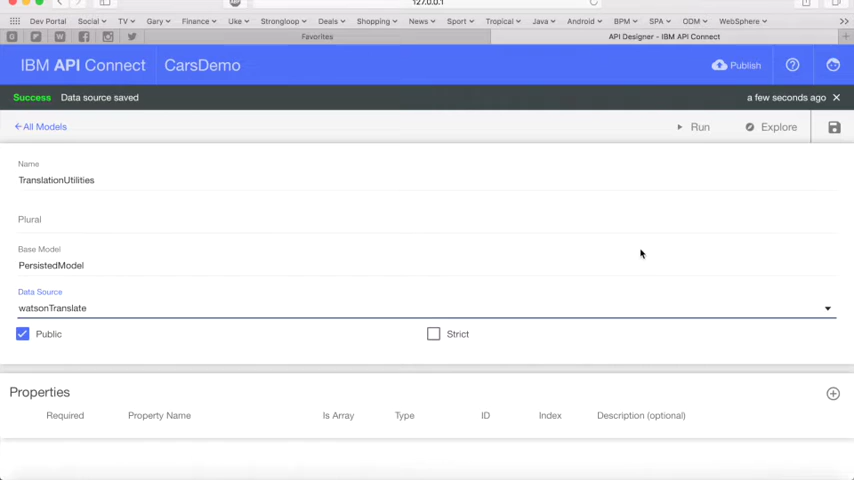 127.0.0.1
Dev Portal Social TV Gary Finance Uke Strongloop Deals Shopping News Sport Tropical Java Android BPM SPA ODM WebSphere
Favorites API Designer - IBM API Connect
IBM API Connect CarsDemo Publish
Success Data source saved a few seconds ago
All Models Run Explore
Name
TranslationUtilities
Plural
Base Model
PersistedModel
Data Source
watsonTranslate
Public Strict
Properties
Required Property Name Is Array Type ID Index Description (optional)